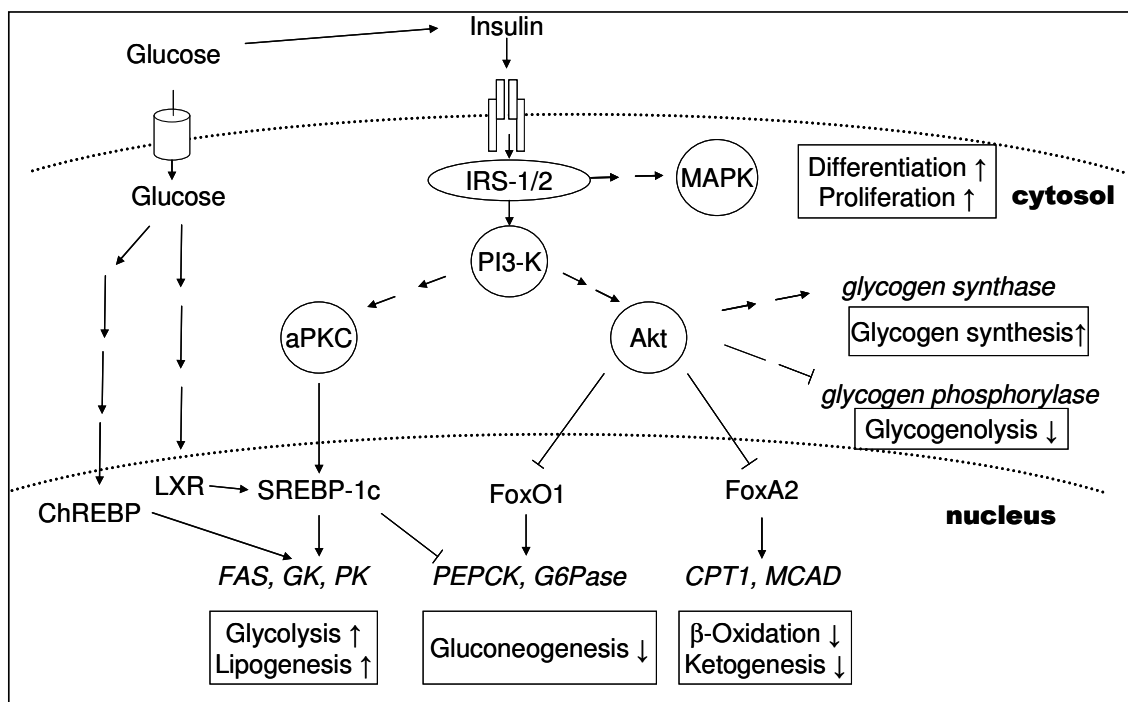 Insulin
Glucose
Glucose
IRS-1/2
MAPK
Differentiation ↑
Proliferation ↑
cytosol
PI3-K
aPKC
Akt
glycogen synthase
Glycogen synthesis↑
glycogen phosphorylase
Glycogenolysis ↓
LXR
SREBP-1c
FoxO1
FoxA2
ChREBP
nucleus
FAS, GK, PK
PEPCK, G6Pase
CPT1, MCAD
Glycolysis ↑
Lipogenesis ↑
Gluconeogenesis ↓
β-Oxidation ↓
Ketogenesis ↓